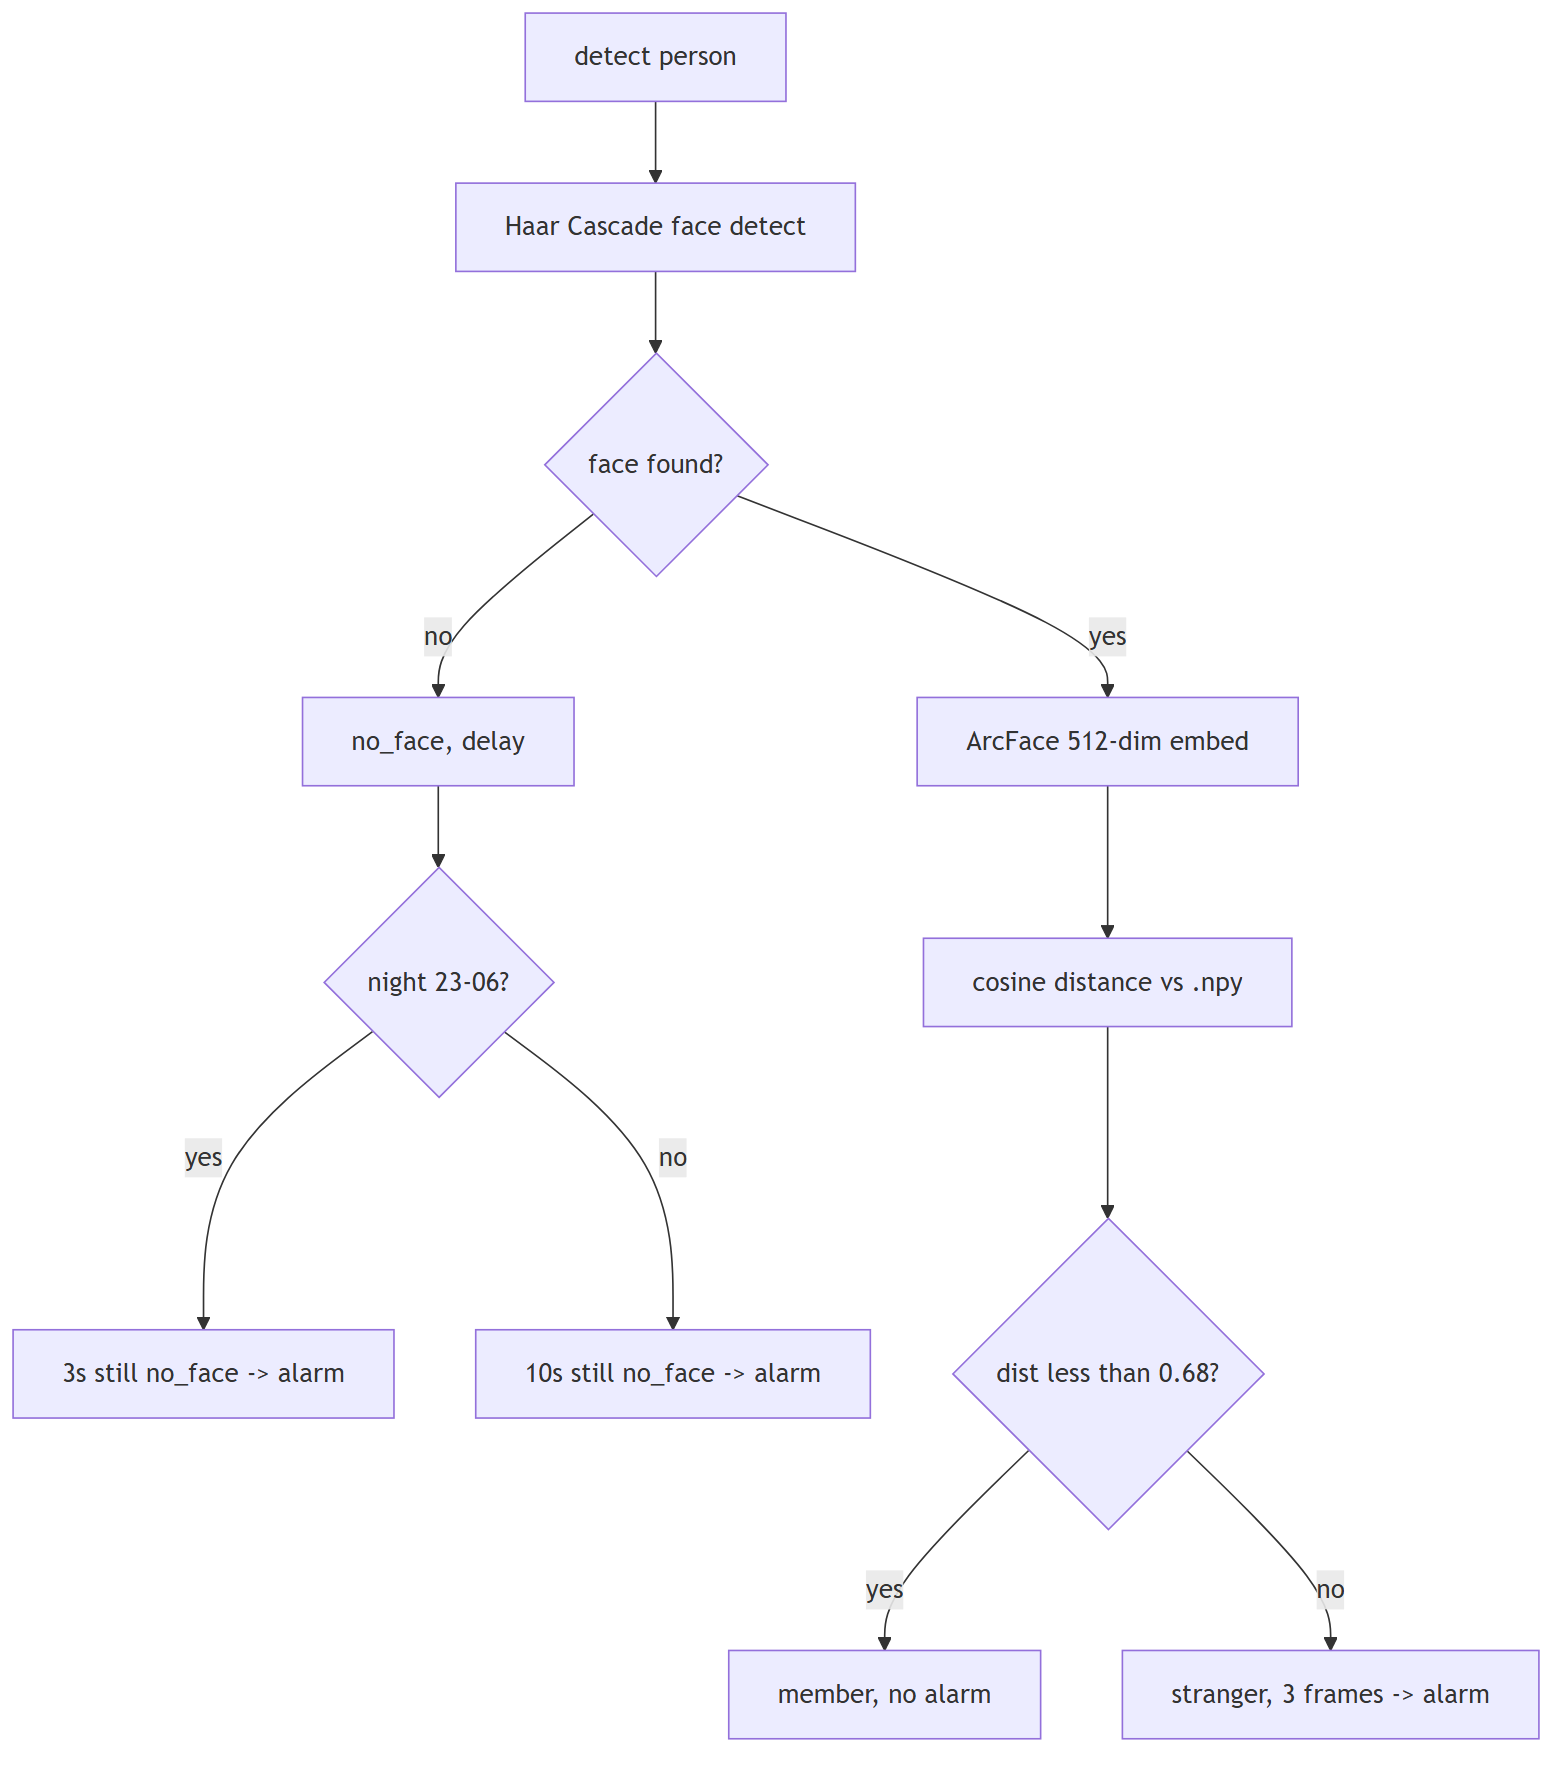 detect person
Haar Cascade face detect
face found?
no
yes
no_face, delay
ArcFace 512-dim embed
night 23-06?
cosine distance vs .npy
yes
no
3s still no_face -> alarm
10s still no_face -> alarm
dist less than 0.68?
yes
no
member, no alarm
stranger, 3 frames -> alarm